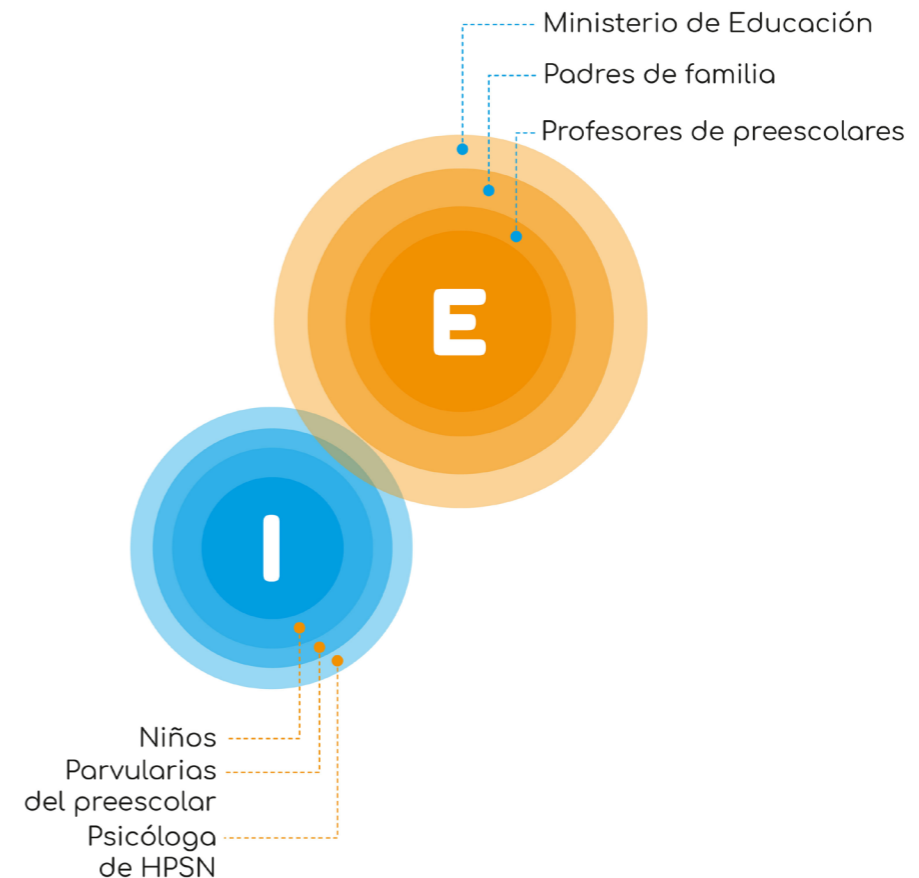 Ministerio de Educación
Padres de familia
Profesores de preescolares
E
I
Niños
Parvularias
del preescolar
Psicóloga
de HPSN